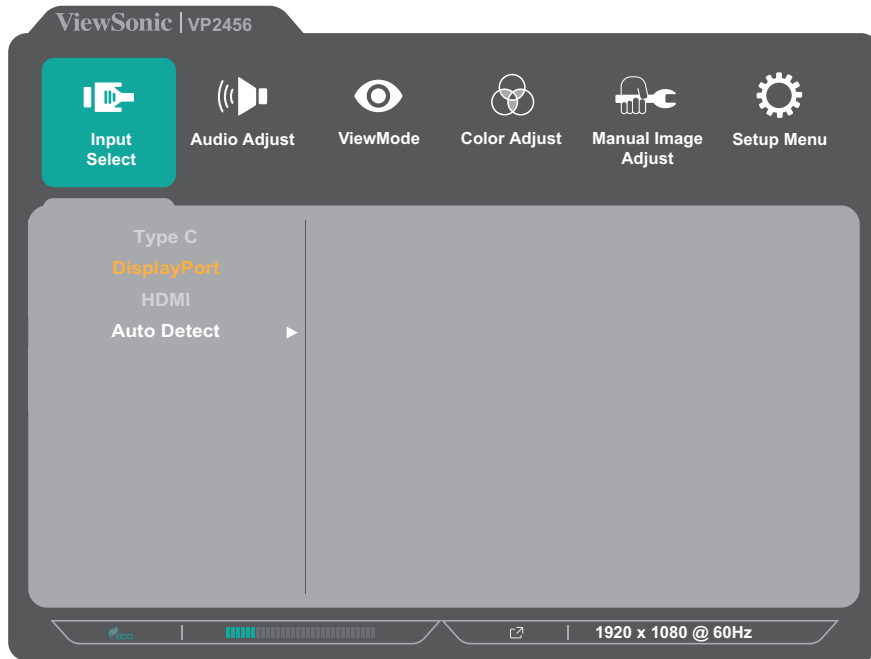 ViewSonic | VP2456
Input Select
Audio Adjust
ViewMode
Color Adjust
Manual Image Adjust
Setup Menu
Type C
DisplayPort
HDMI
Auto Detect
eco
1920 x 1080 @ 60Hz